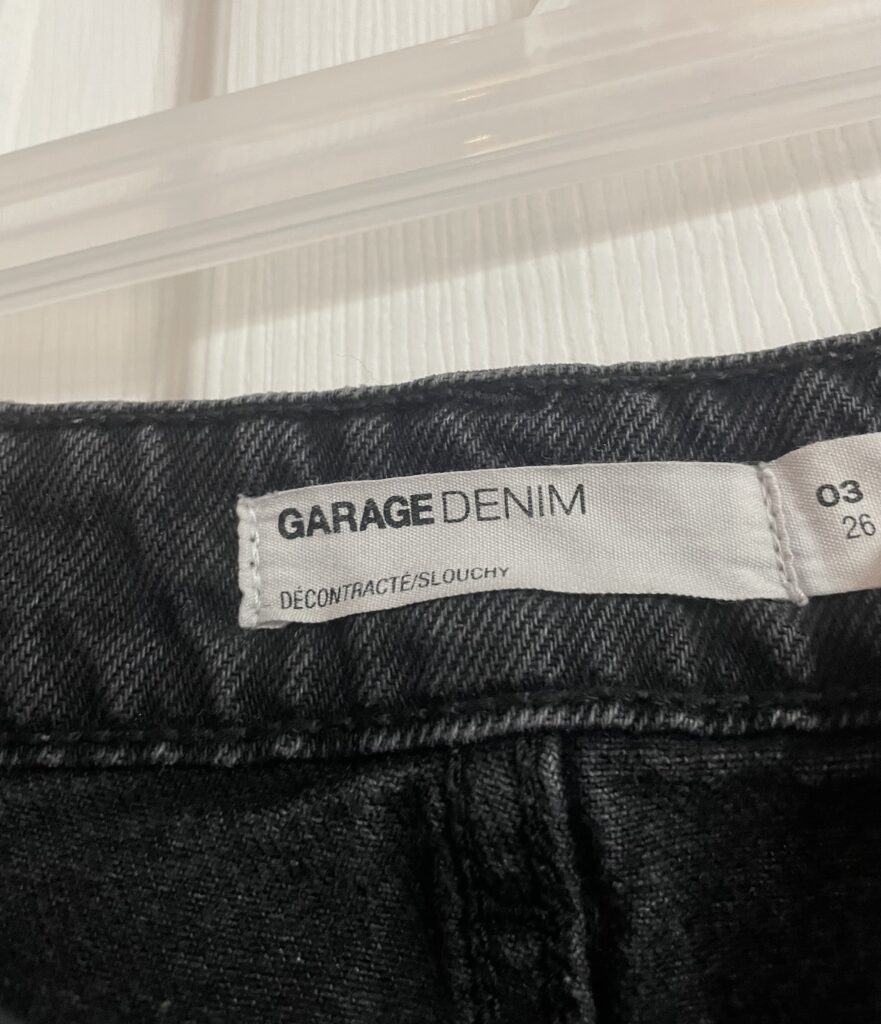 GARAGE DENIM
DÉCONTRACTÉ/SLOUCHY
03
26